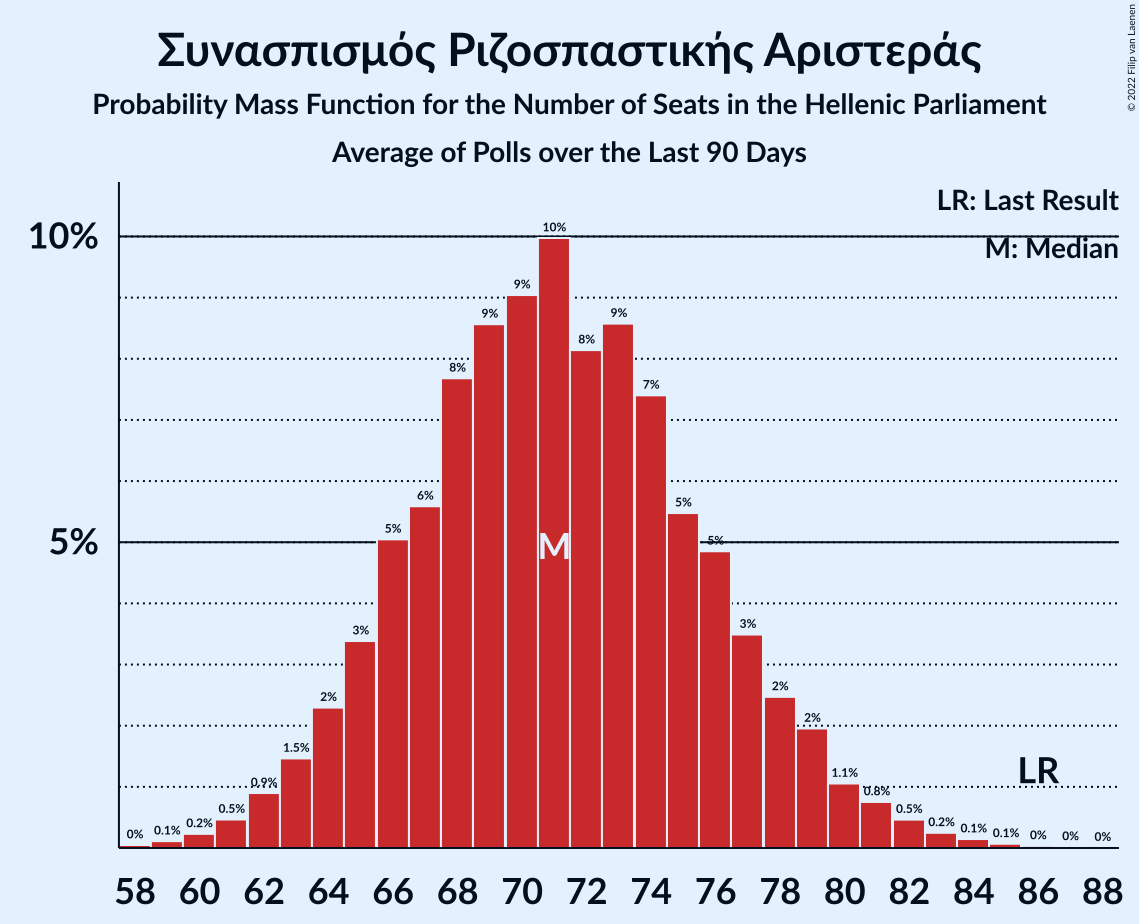 Συνασπισμός Ριζοσπαστικής Αριστεράς
Probability Mass Function for the Number of Seats in the Hellenic Parliament
Average of Polls over the Last 90 Days
© 2022 Filip van Laenen
LR: Last Result
M: Median
10%
5%
0% 0.1% 0.2% 0.5% 0.9% 1.5% 2% 3% 5% 6% 8% 9% 9% 10% 8% 9% 7% 5% 5% 3% 2% 2% 1.1% 0.8% 0.5% 0.2% 0.1% 0.1% 0% 0% 0%
M
LR
58 60 62 64 66 68 70 72 74 76 78 80 82 84 86 88